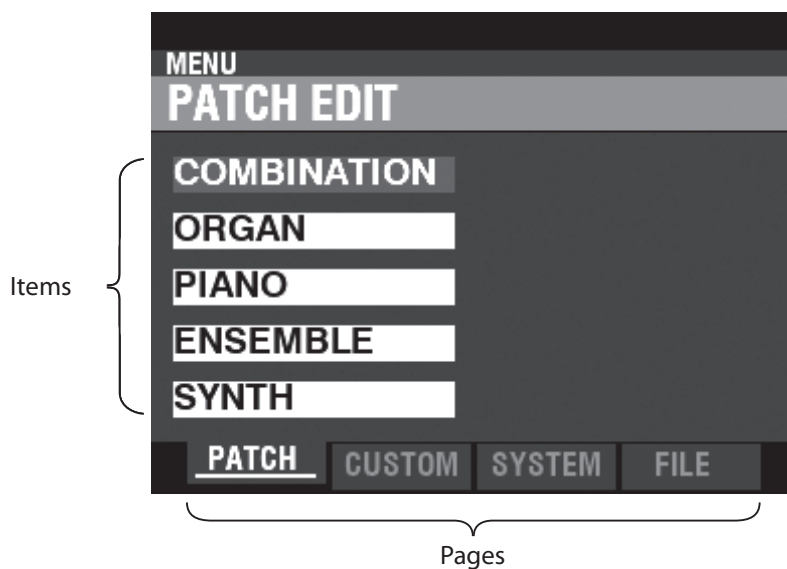 MENU
PATCH EDIT
COMBINATION
ORGAN
PIANO
ENSEMBLE
SYNTH
Items
PATCH CUSTOM SYSTEM FILE
Pages